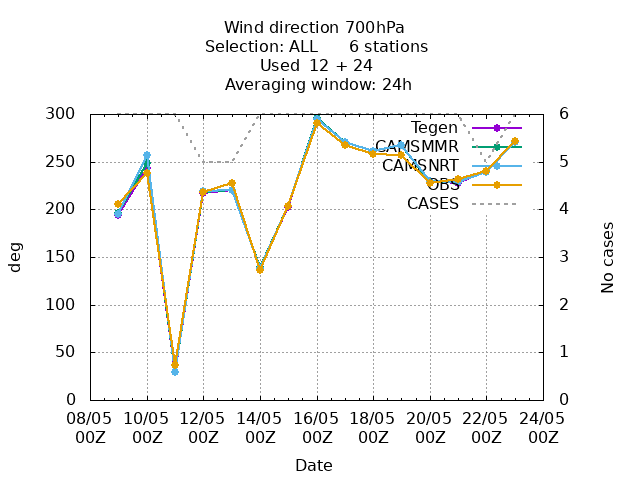 Wind direction 700hPa
Selection: ALL      6 stations
Used  12 + 24
Averaging window: 24h
300
250
200
150
100
50
0
deg
6
5
4
3
2
1
0
No cases
Tegen
CAMSMMR
CAMSNRT
OBS
CASES
08/05 10/05 12/05 14/05 16/05 18/05 20/05 22/05 24/05
00Z 00Z 00Z 00Z 00Z 00Z 00Z 00Z 00Z
Date